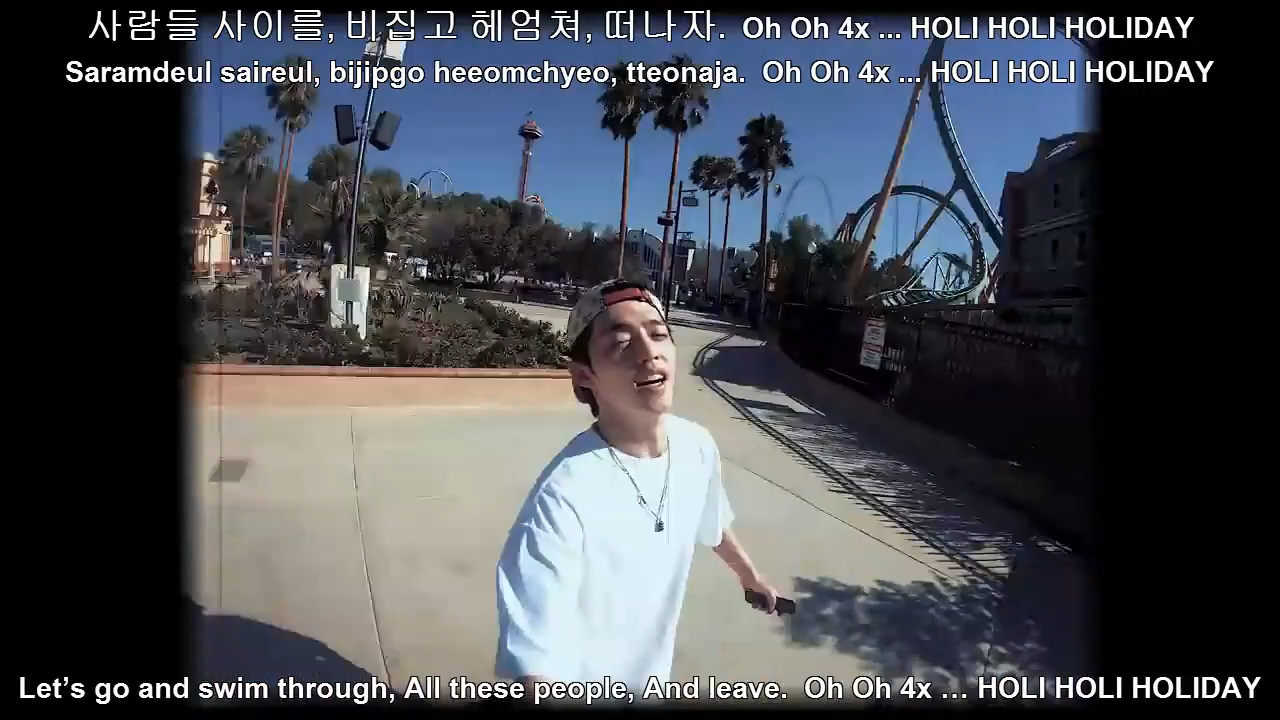 사람들 사이를, 비집고 헤엄쳐, 떠나자.  Oh Oh 4x ... HOLI HOLI HOLIDAY
Saramdeul saireul, bijipgo heeomchyeo, tteonaja.  Oh Oh 4x ... HOLI HOLI HOLIDAY
Let’s go and swim through, All these people, And leave.  Oh Oh 4x … HOLI HOLI HOLIDAY